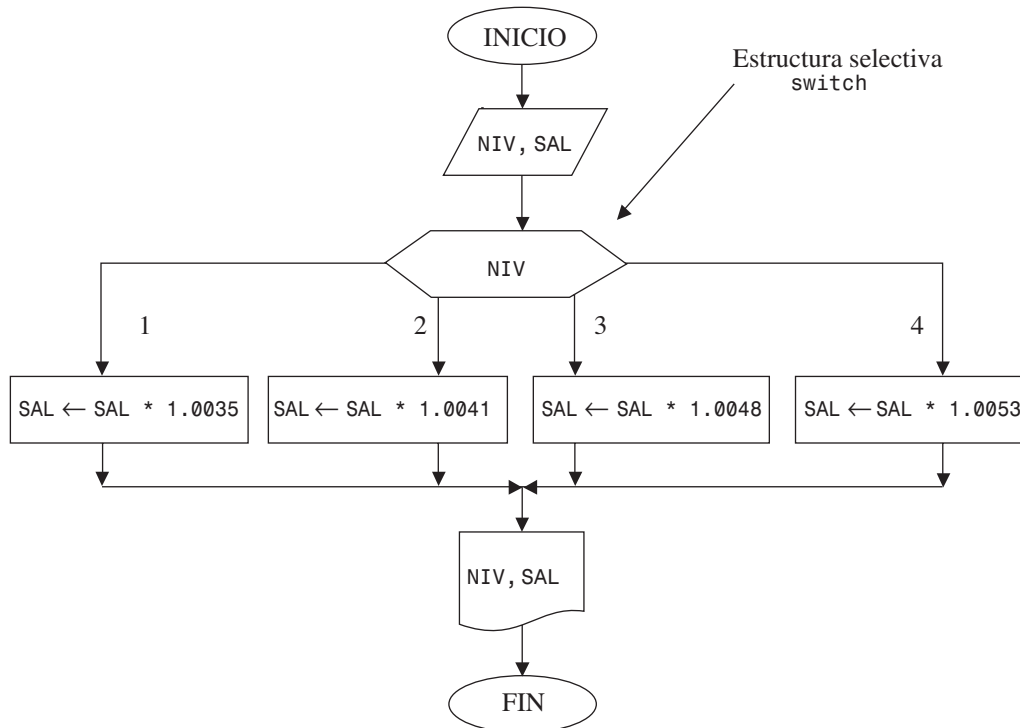 INICIO
Estructura selectiva
switch
NIV, SAL
NIV
1
2
3
4
SAL ← SAL * 1.0035
SAL ← SAL * 1.0041
SAL ← SAL * 1.0048
SAL ← SAL * 1.0053
NIV, SAL
FIN